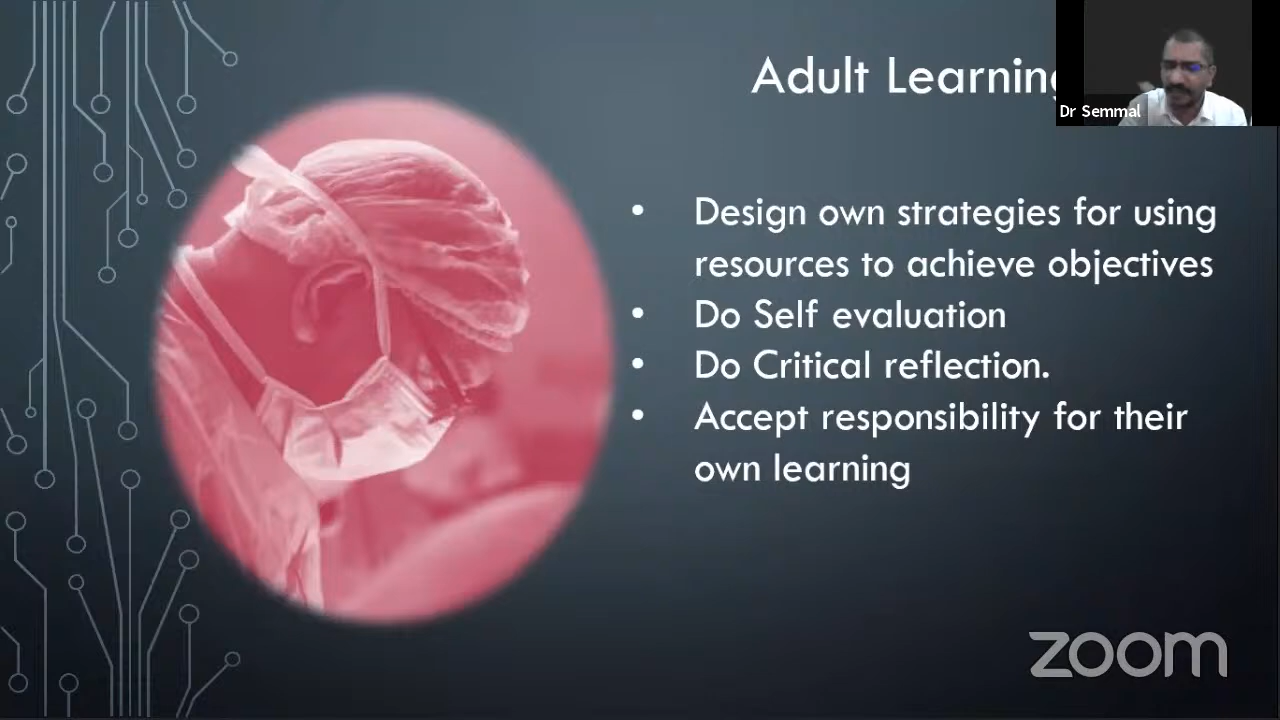 Adult Learning
Dr Semmal
• Design own strategies for using
resources to achieve objectives
• Do Self evaluation
• Do Critical reflection.
• Accept responsibility for their
own learning
zoom